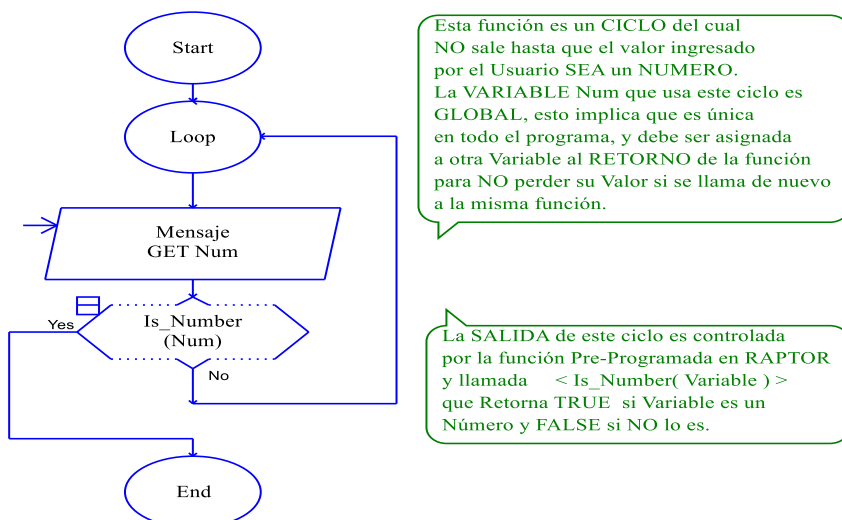 Start
Loop
Mensaje
GET Num
Is_Number
(Num)
Yes
No
End
Esta función es un CICLO del cual
NO sale hasta que el valor ingresado
por el Usuario SEA un NUMERO.
La VARIABLE Num que usa este ciclo es
GLOBAL, esto implica que es única
en todo el programa, y debe ser asignada
a otra Variable al RETORNO de la función
para NO perder su Valor si se llama de nuevo
a la misma función.
La SALIDA de este ciclo es controlada
por la función Pre-Programada en RAPTOR
y llamada < Is_Number( Variable ) >
que Retorna TRUE si Variable es un
Número y FALSE si NO lo es.